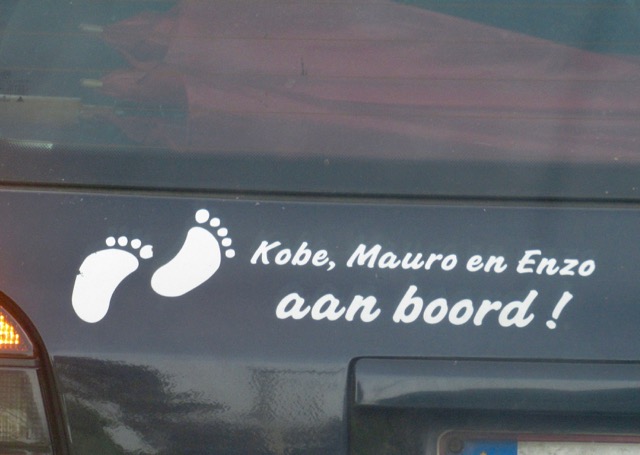 Kobe, Mauro en Enzo
aan boord !